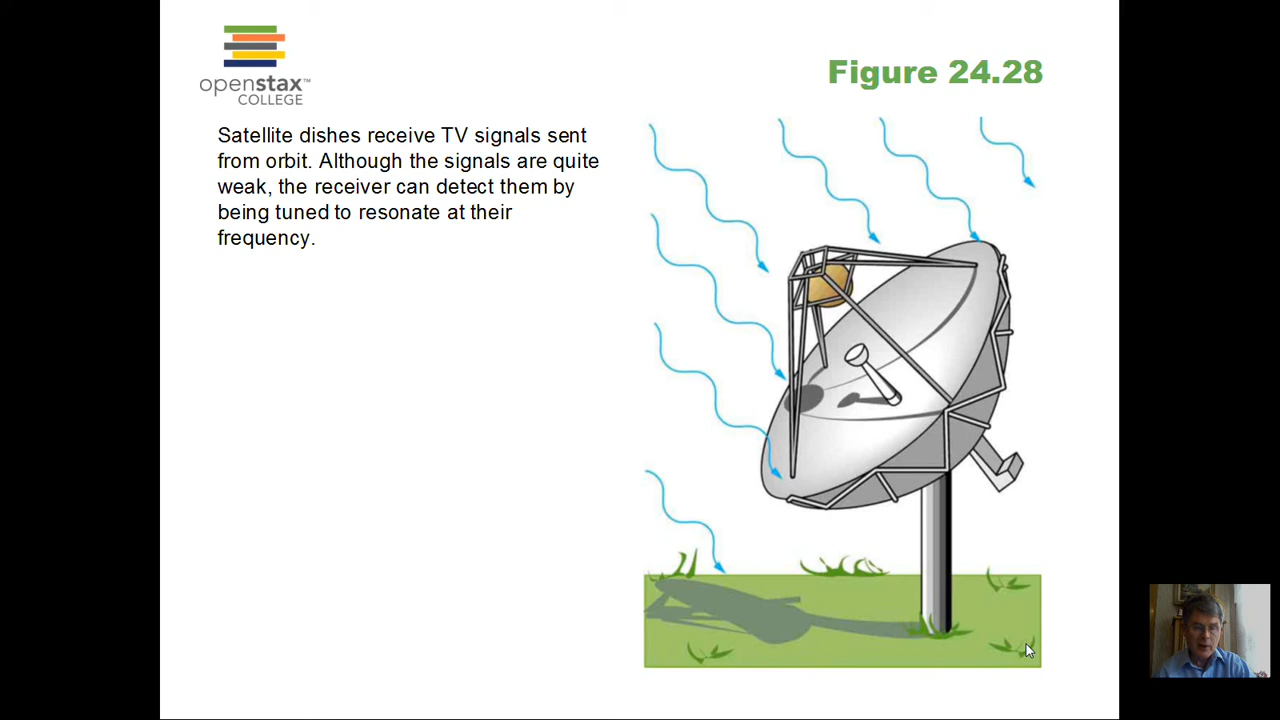 openstax™
COLLEGE
Figure 24.28
Satellite dishes receive TV signals sent
from orbit. Although the signals are quite
weak, the receiver can detect them by
being tuned to resonate at their
frequency.